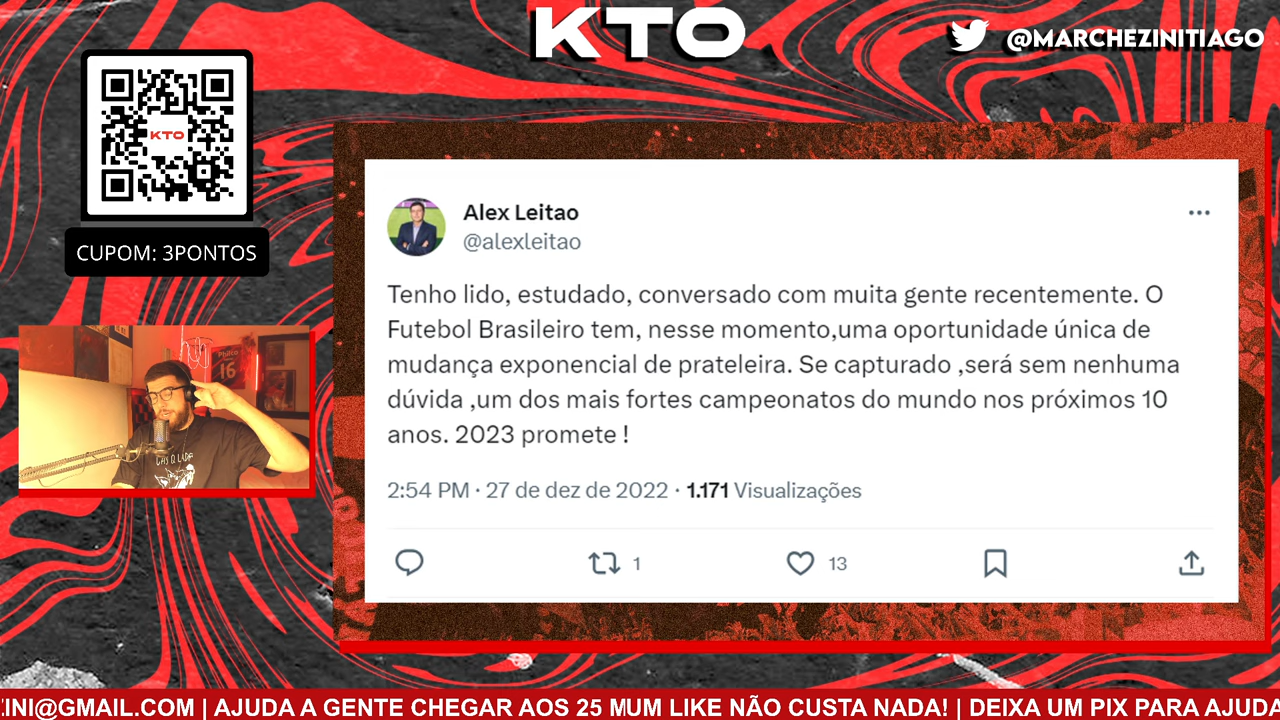 KTO
@MARCHEZINITIAGO
KTO
CUPOM: 3PONTOS
Alex Leitao
@alexleitao
Tenho lido, estudado, conversado com muita gente recentemente. O
Futebol Brasileiro tem, nesse momento,uma oportunidade única de
mudança exponencial de prateleira. Se capturado ,será sem nenhuma
dúvida ,um dos mais fortes campeonatos do mundo nos próximos 10
anos. 2023 promete !
2:54 PM · 27 de dez de 2022 · 1.171 Visualizações
1
13
Philco
16
INI@GMAIL.COM | AJUDA A GENTE CHEGAR AOS 25 MUM LIKE NÃO CUSTA NADA! | DEIXA UM PIX PARA AJUDA